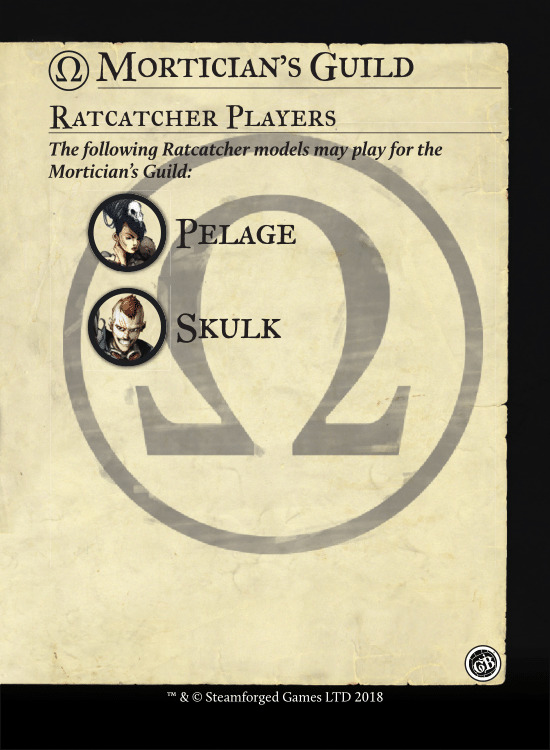 Ω MORTICIAN'S GUILD
RATCATCHER PLAYERS
The following Ratcatcher models may play for the
Mortician's Guild:
PELAGE
SKULK
Ω
GB
™ & © Steamforged Games LTD 2018